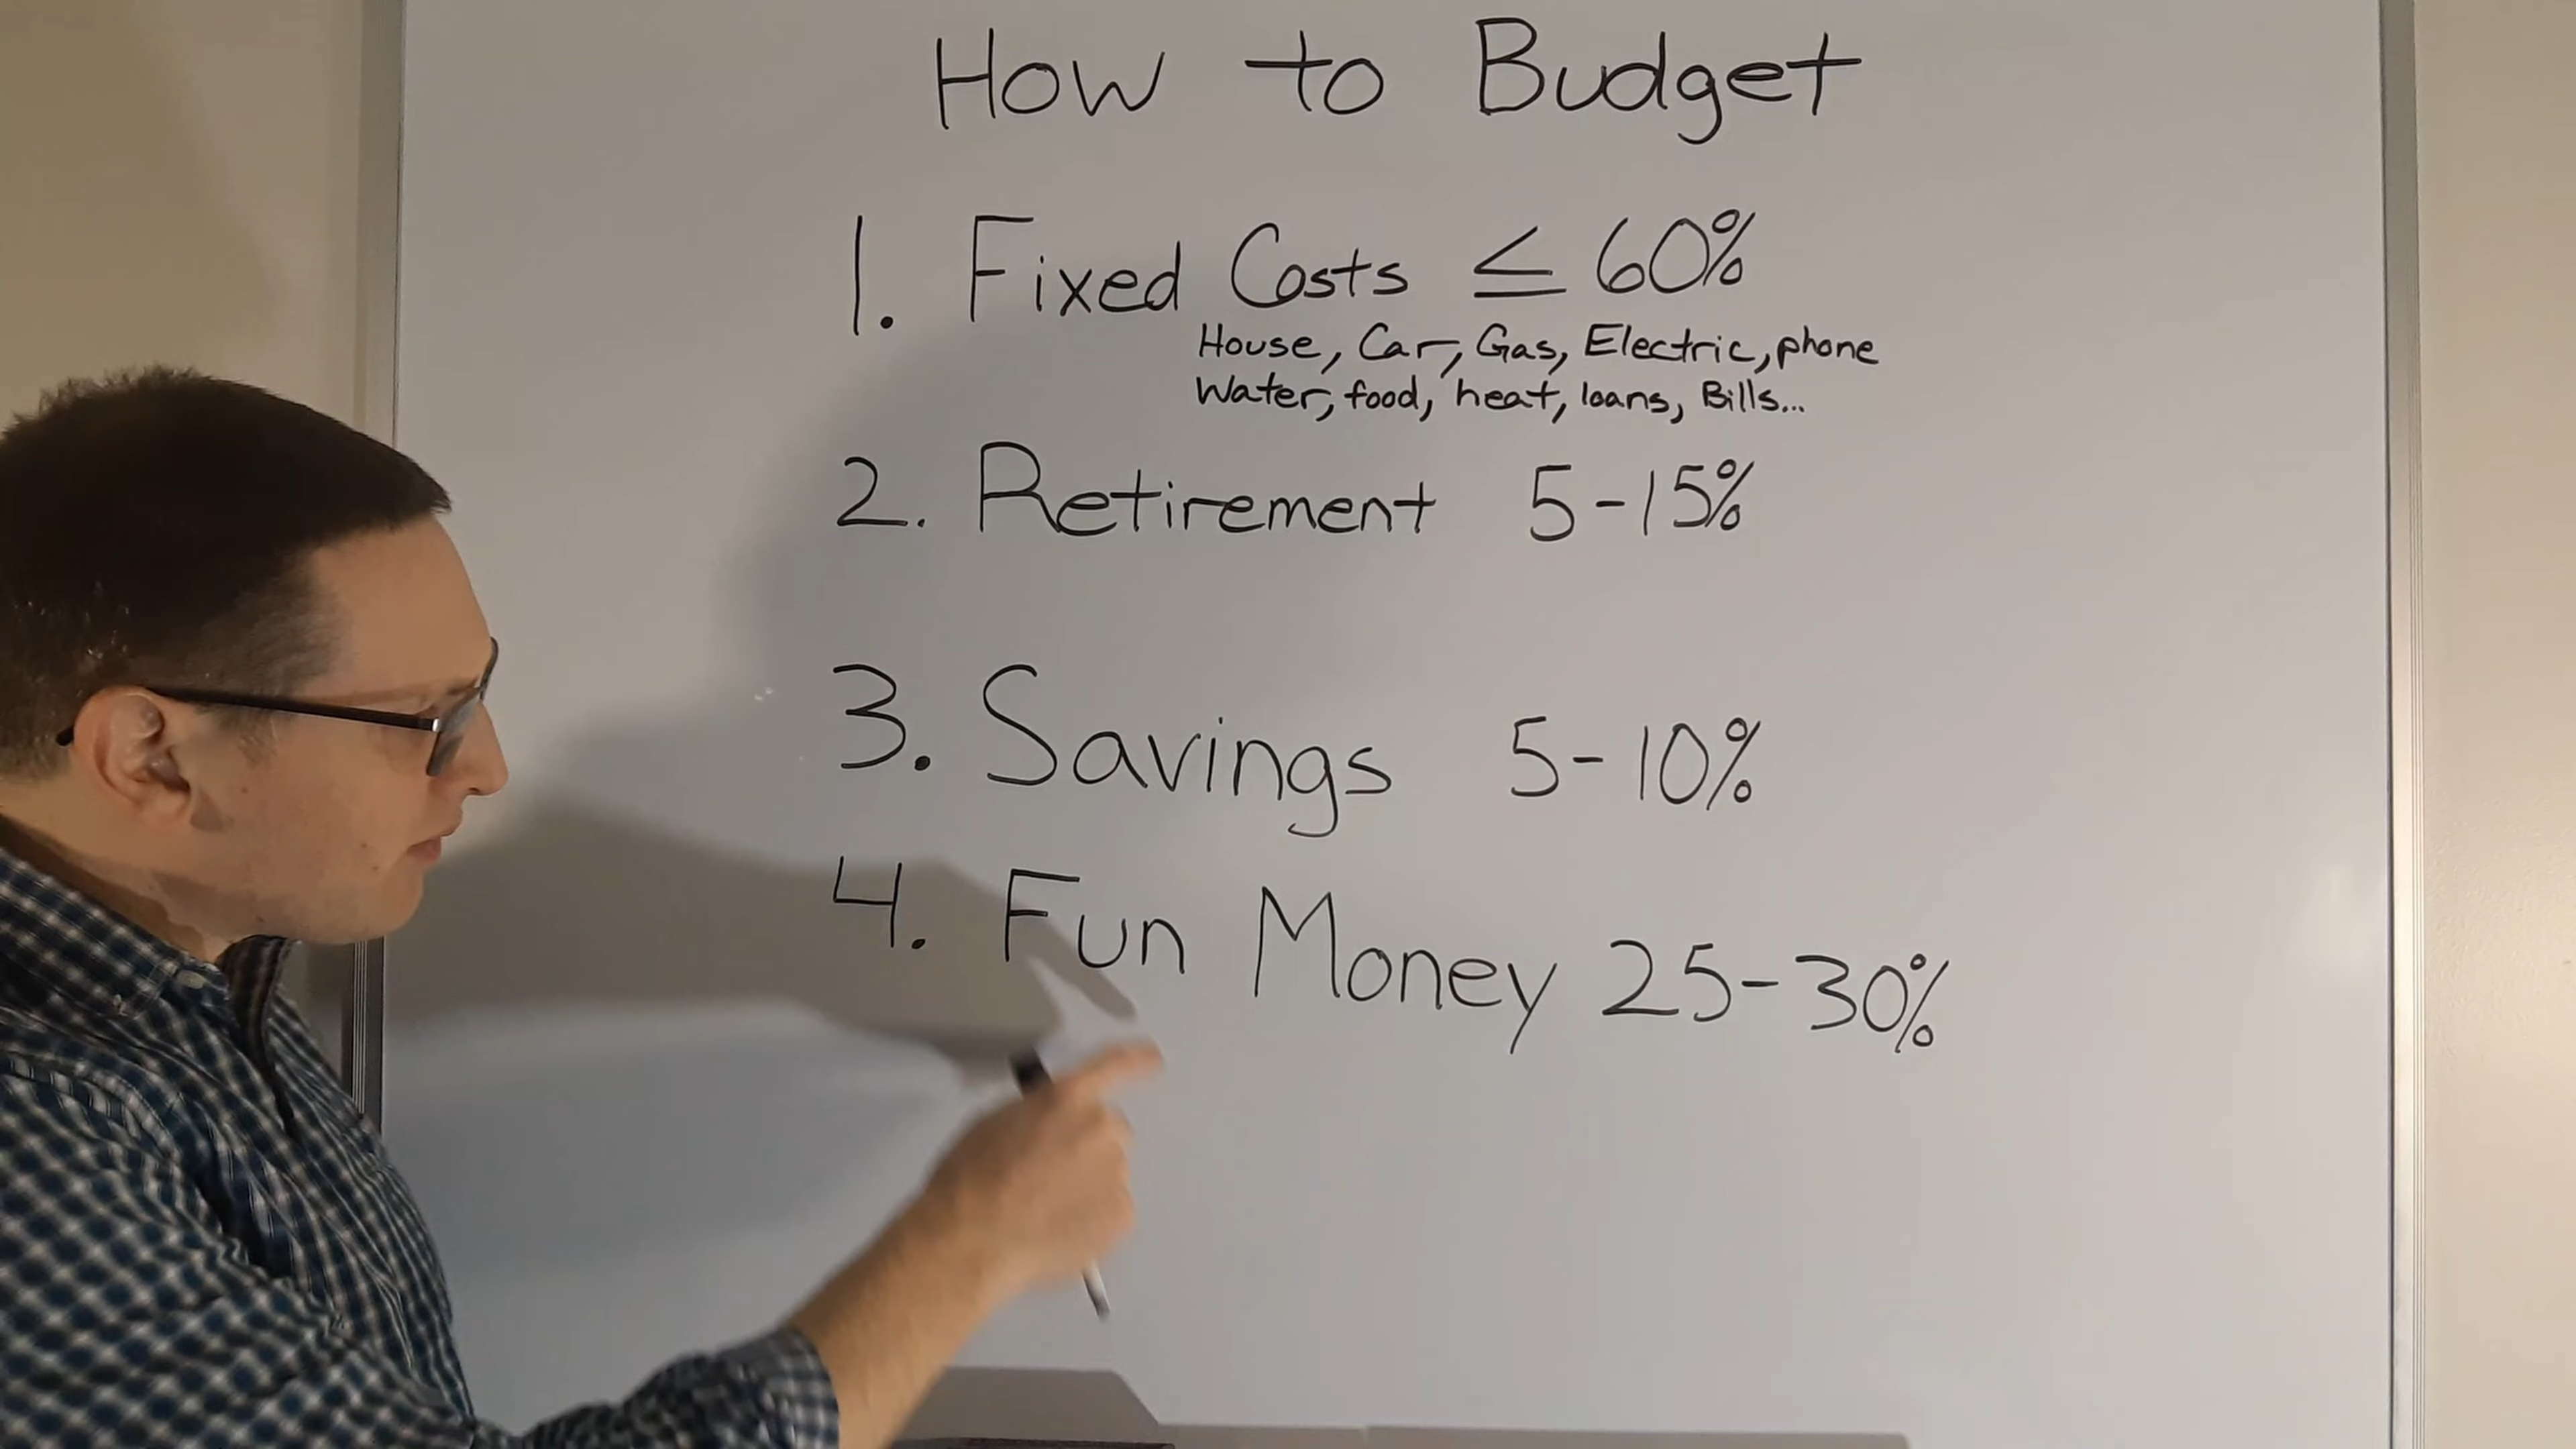 How to Budget
1. Fixed Costs ≤ 60%
House, Car, Gas, Electric, phone
Water, food, heat, loans, Bills...
2. Retirement 5-15%
3. Savings 5-10%
4. Fun Money 25-30%